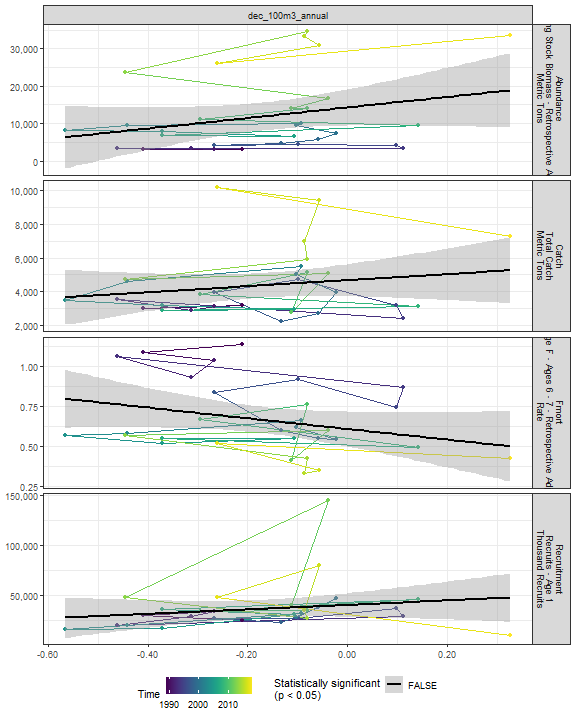 dec_100m3_annual
30,000
20,000
10,000
0
Abundance
ng Stock Biomass - Retrospective A
Metric Tons
10,000
8,000
6,000
4,000
2,000
Catch
Total Catch
Metric Tons
1.00
0.75
0.50
0.25
Fmort
e F - Ages 6 - 7 - Retrospective Ad
Rate
150,000
100,000
50,000
Recruitment
Recruits - Age 1
Thousand Recruits
-0.60
-0.40
-0.20
0.00
0.20
Time
1990
2000
2010
Statistically significant
(p < 0.05)
FALSE